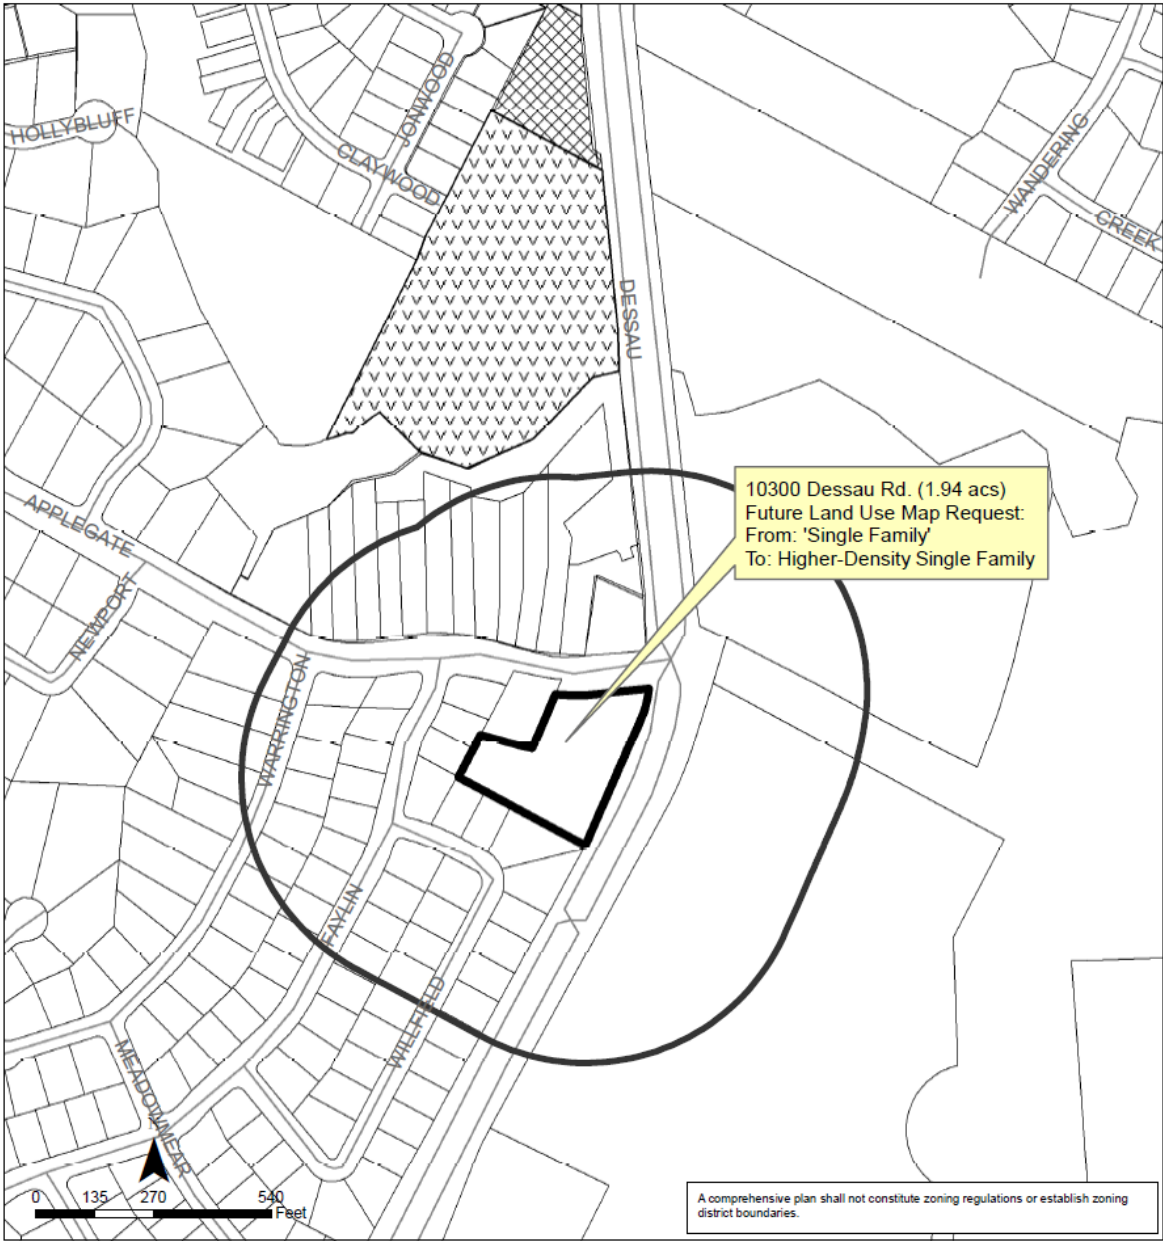 HOLLYBLUFF
JONWOOD
CLAYWOOD
WANDERING
CREEK
DESSAU
10300 Dessau Rd. (1.94 acs)
Future Land Use Map Request:
From: 'Single Family'
To: Higher-Density Single Family
APPLEGATE
NEWPORT
WARRINGTON
FAYLIN
WILLFIELD
MEADOWMEAR
0 135 270 540
Feet
A comprehensive plan shall not constitute zoning regulations or establish zoning
district boundaries.